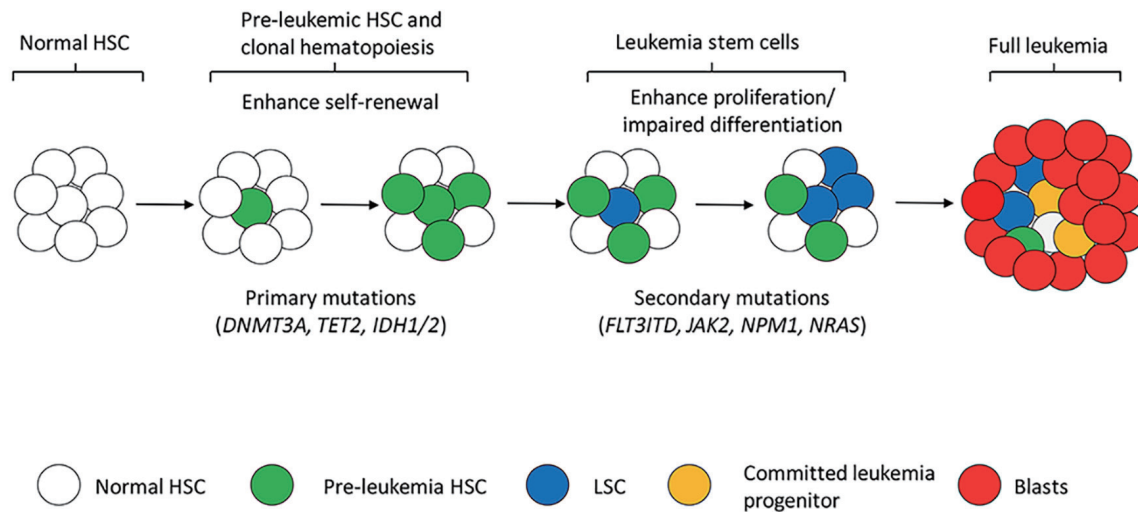 Normal HSC
Pre-leukemic HSC and
clonal hematopoiesis
Leukemia stem cells
Full leukemia
Enhance self-renewal
Enhance proliferation/
impaired differentiation
Primary mutations
(DNMT3A, TET2, IDH1/2)
Secondary mutations
(FLT3ITD, JAK2, NPM1, NRAS)
Normal HSC
Pre-leukemia HSC
LSC
Committed leukemia
progenitor
Blasts